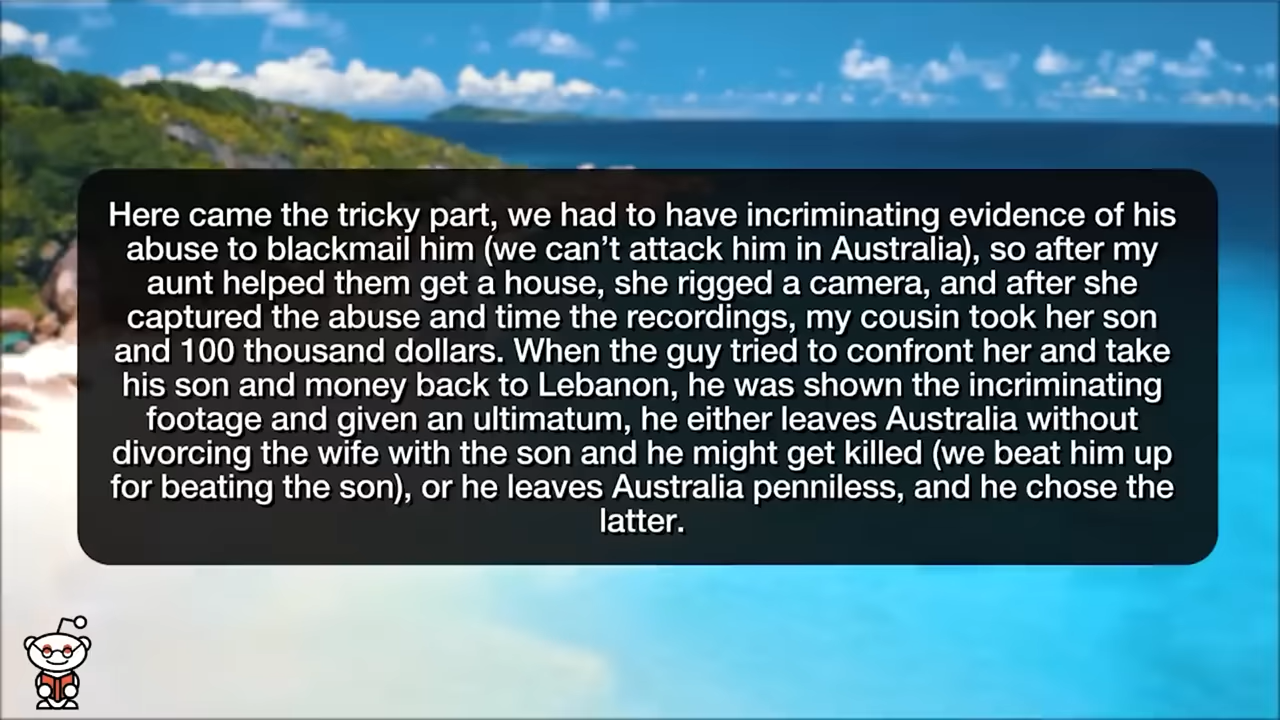 Here came the tricky part, we had to have incriminating evidence of his
abuse to blackmail him (we can’t attack him in Australia), so after my
aunt helped them get a house, she rigged a camera, and after she
captured the abuse and time the recordings, my cousin took her son
and 100 thousand dollars. When the guy tried to confront her and take
his son and money back to Lebanon, he was shown the incriminating
footage and given an ultimatum, he either leaves Australia without
divorcing the wife with the son and he might get killed (we beat him up
for beating the son), or he leaves Australia penniless, and he chose the
latter.